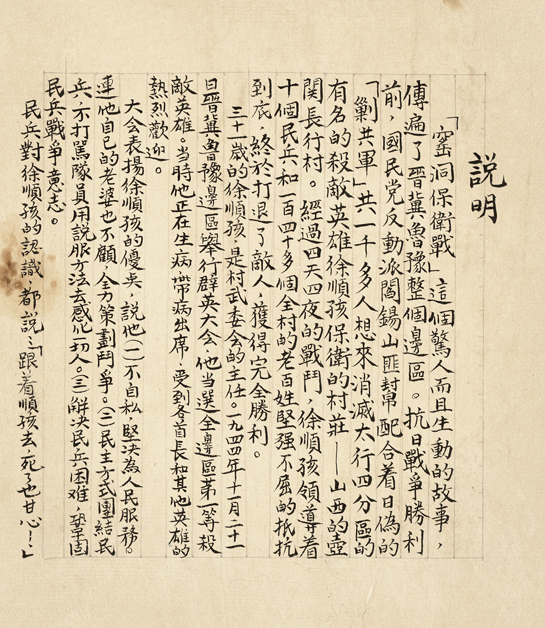 說明
「窰洞保衛戰」這個驚人而且生動的故事，
傳遍了晋冀魯豫整個邊區。抗日戰爭勝利
前，國民党反動派閻錫山匪幫配合着日偽的
「剿共軍」共一千多人想來消滅太行四分區的
有名的殺敵英雄徐順孩保衛的村莊——山西的壺
關長行村。經過四天四夜的戰鬥，徐順孩領導着
十個民兵，和一百四十多個全村的老百姓堅强不屈的抵抗
到底，終於打退了敵人，獲得完全勝利。
三十一歲的徐順孩，是村武委会的主任。一九四四年十一月二十一
日晋冀魯豫邊區舉行群英大会，他当選全邊區第一等殺
敵英雄。当時他正在生病，帶病出席，受到各首長和其他英雄的
熱烈歡迎。
大会表揚徐順孩的優奌，說他(一)不自私，堅決為人民服務。
連他自已的老婆也不顧，全力策劃鬥爭。(二)民主方式團結民
兵，不打罵隊員，用説服方法去感化一切人。(三)解決民兵困难，鞏固
民兵戰爭意志。
民兵對徐順孩的認識，都說：「跟着順孩去，死了也甘心！」